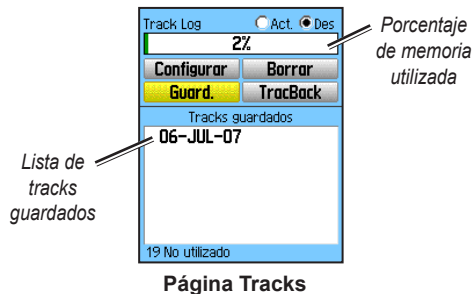 Track Log Act. Des
2%
Configurar Borrar
Guard. TracBack
Tracks guardados
06-JUL-07
19 No utilizado
Porcentaje
de memoria
utilizada
Lista de
tracks
guardados
Página Tracks